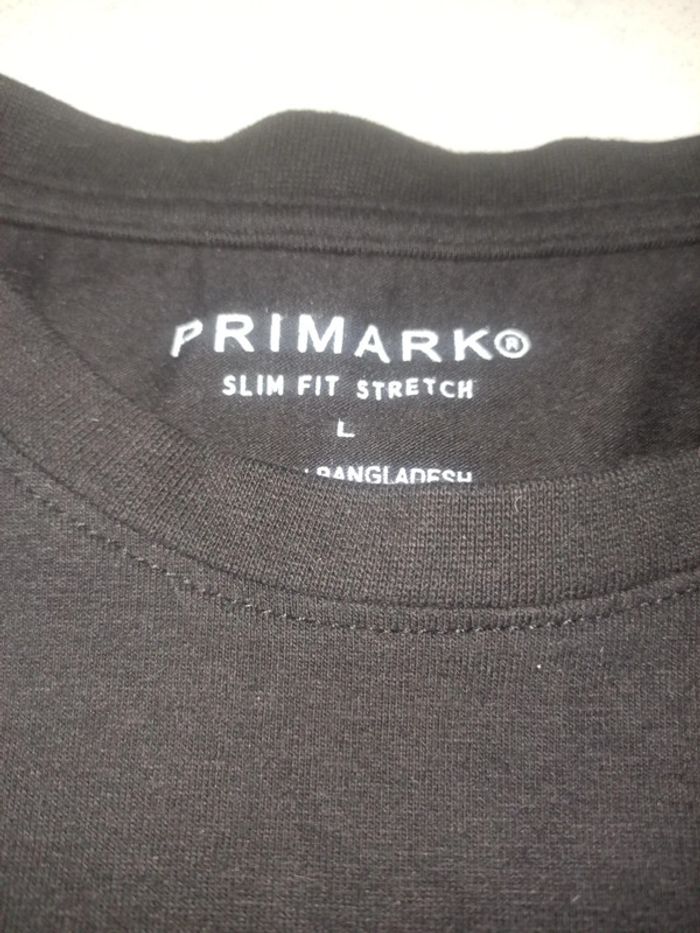 PRIMARK®
SLIM FIT STRETCH
L
BANGLADESH